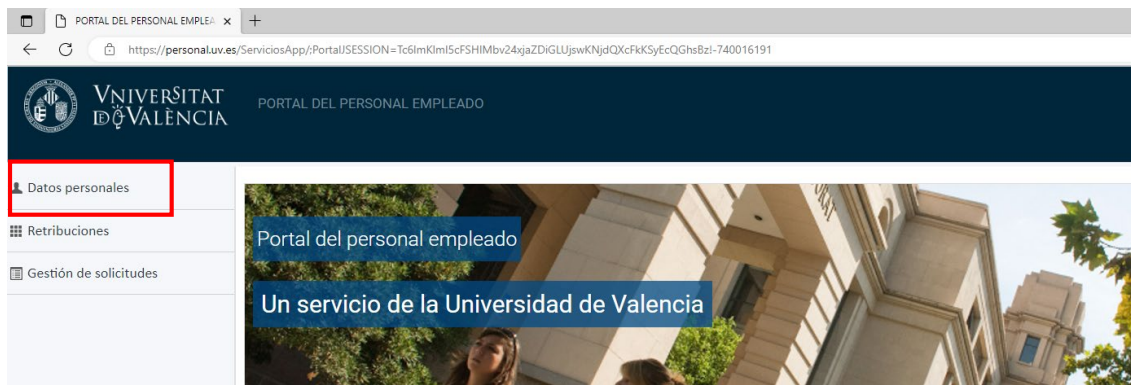 PORTAL DEL PERSONAL EMPLEA
https://personal.uv.es/ServiciosApp/;PortalJSESSION=Tc6ImKlmI5cFSHIMbv24xjaZDiGLUjswKNjdQXcFkKSyEcQGhsBz!-740016191
VNIVERSITAT
DE VALÈNCIA
PORTAL DEL PERSONAL EMPLEADO
Datos personales
Retribuciones
Gestión de solicitudes
Portal del personal empleado
Un servicio de la Universidad de Valencia